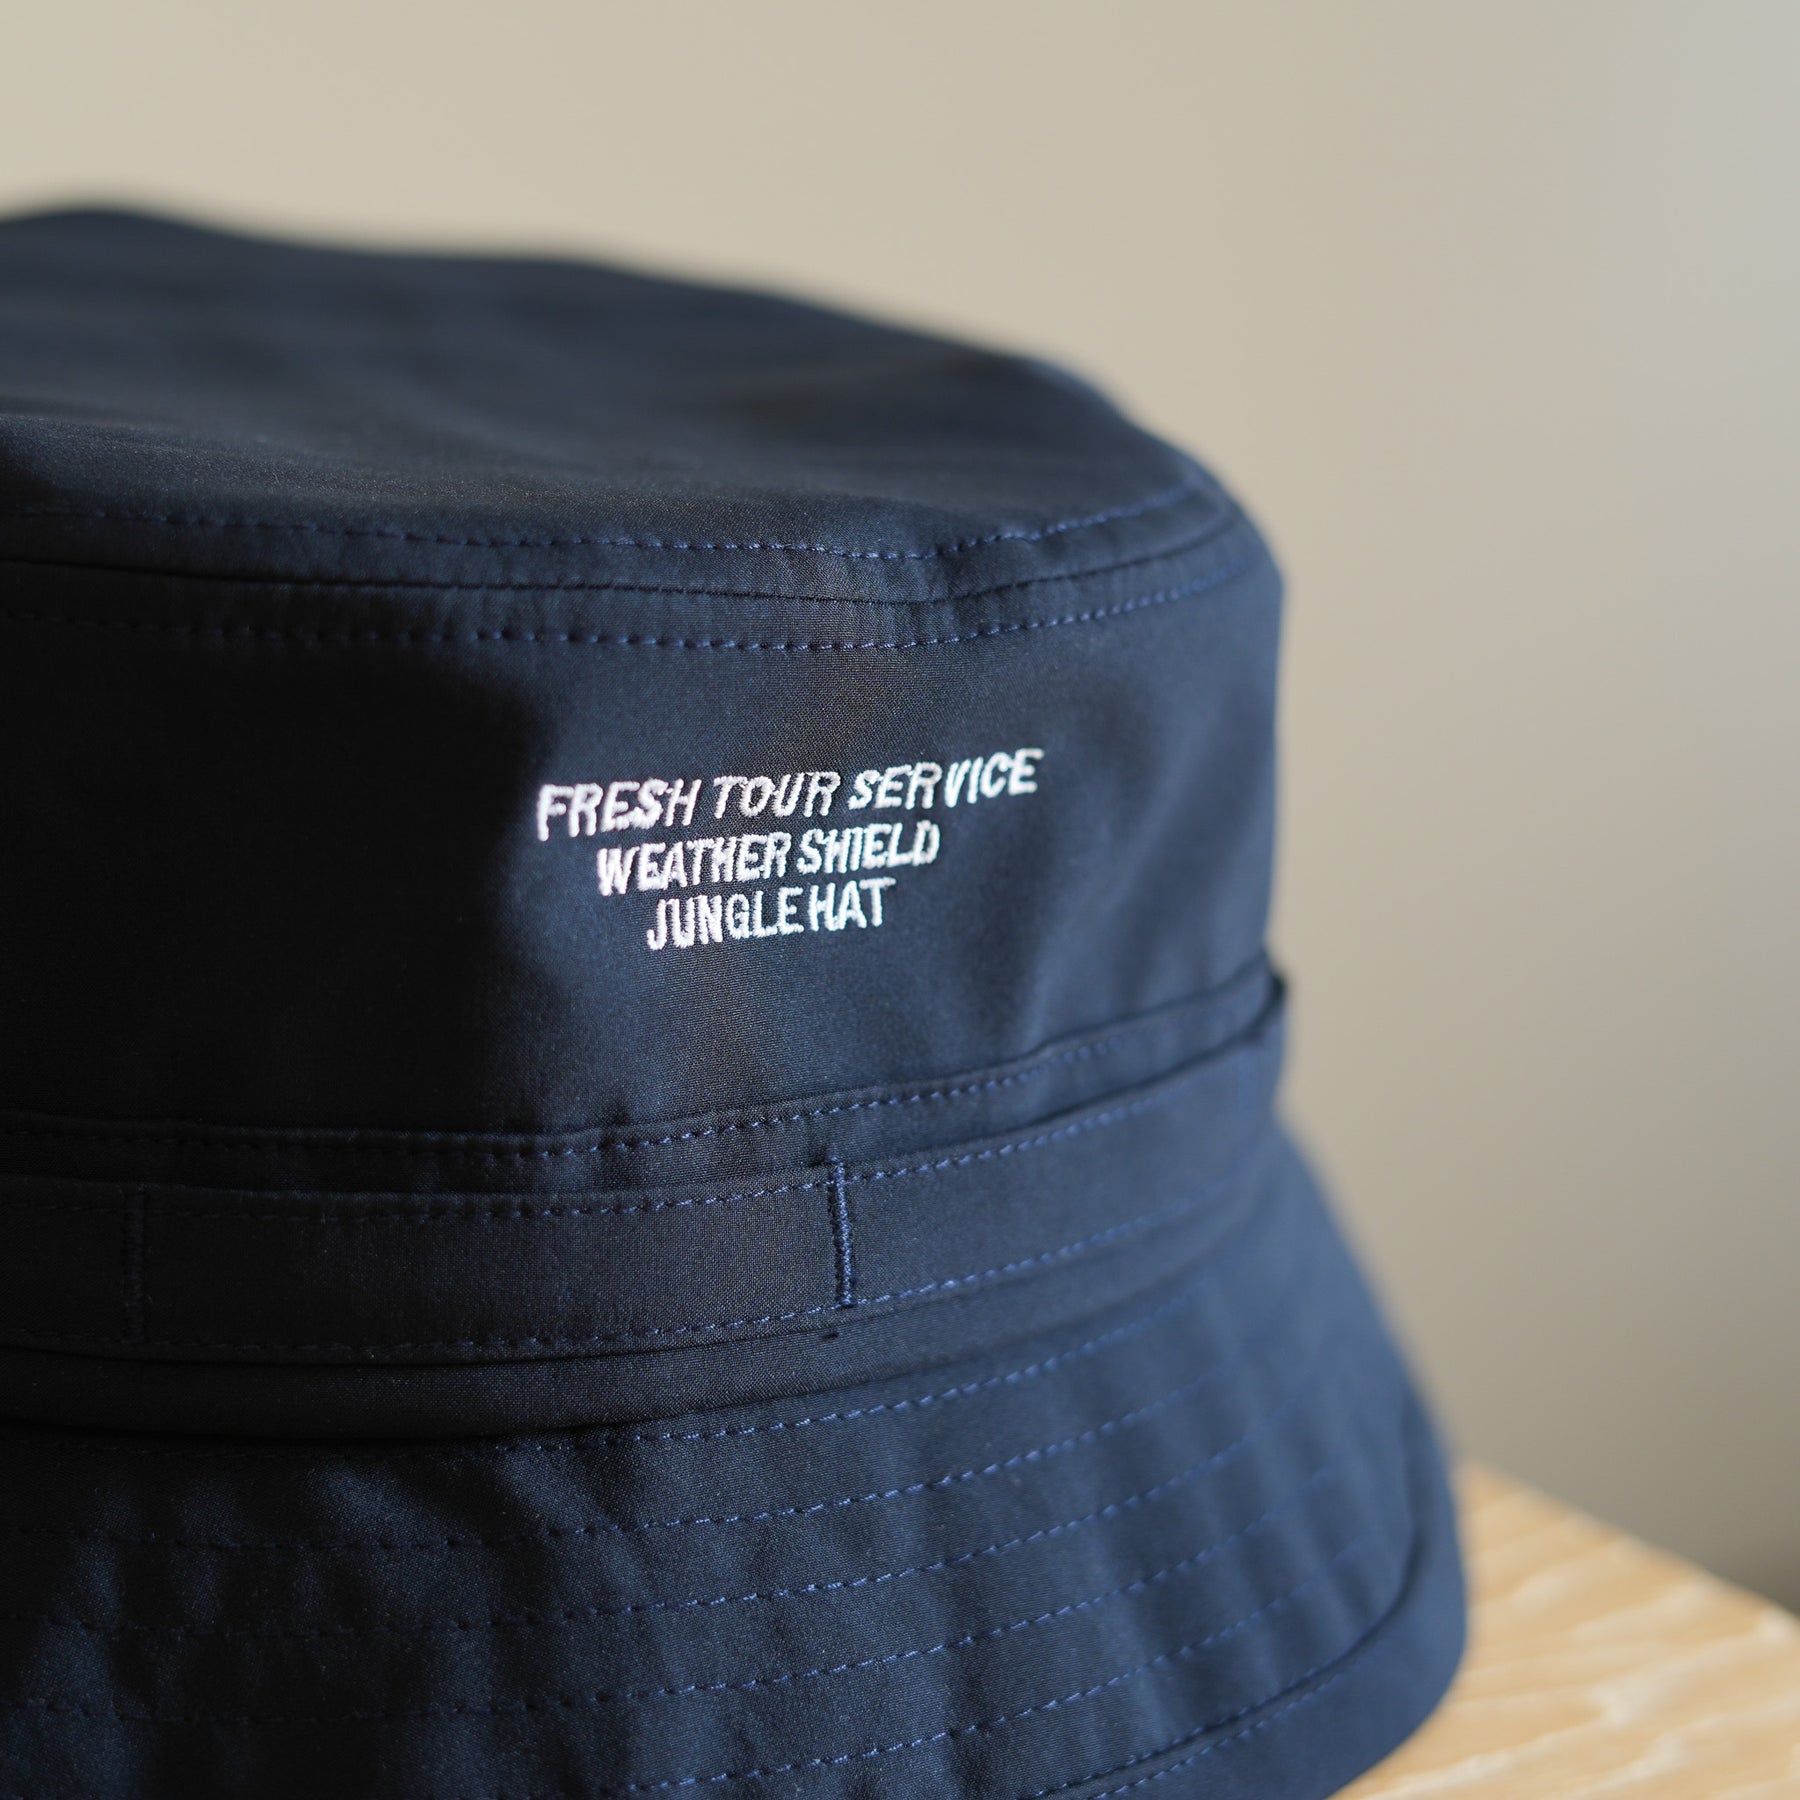 FRESH TOUR SERVICE
WEATHER SHIELD
JUNGLE HAT